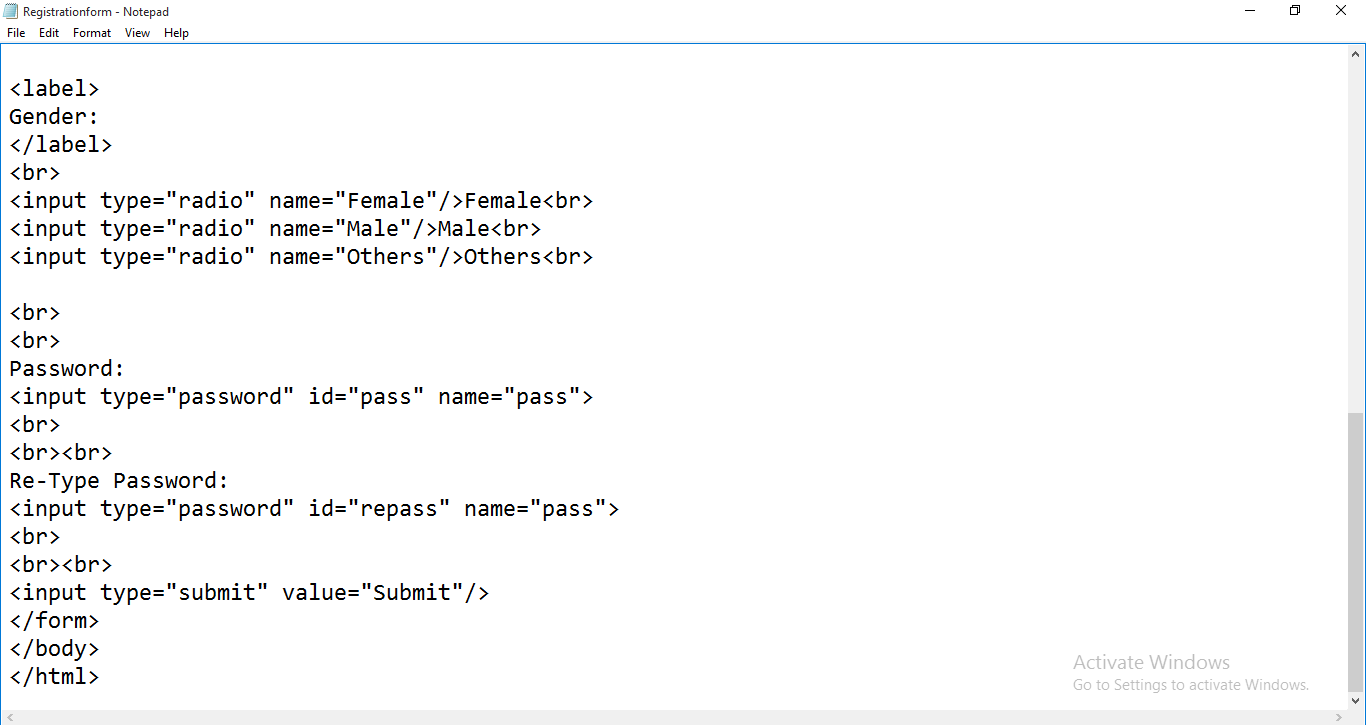 Registrationform - Notepad
File Edit Format View Help
<label>
Gender:
</label>
<br>
<input type="radio" name="Female"/>Female<br>
<input type="radio" name="Male"/>Male<br>
<input type="radio" name="Others"/>Others<br>
<br>
<br>
Password:
<input type="password" id="pass" name="pass">
<br>
<br><br>
Re-Type Password:
<input type="password" id="repass" name="pass">
<br>
<br><br>
<input type="submit" value="Submit"/>
</form>
</body>
</html>
Activate Windows
Go to Settings to activate Windows.